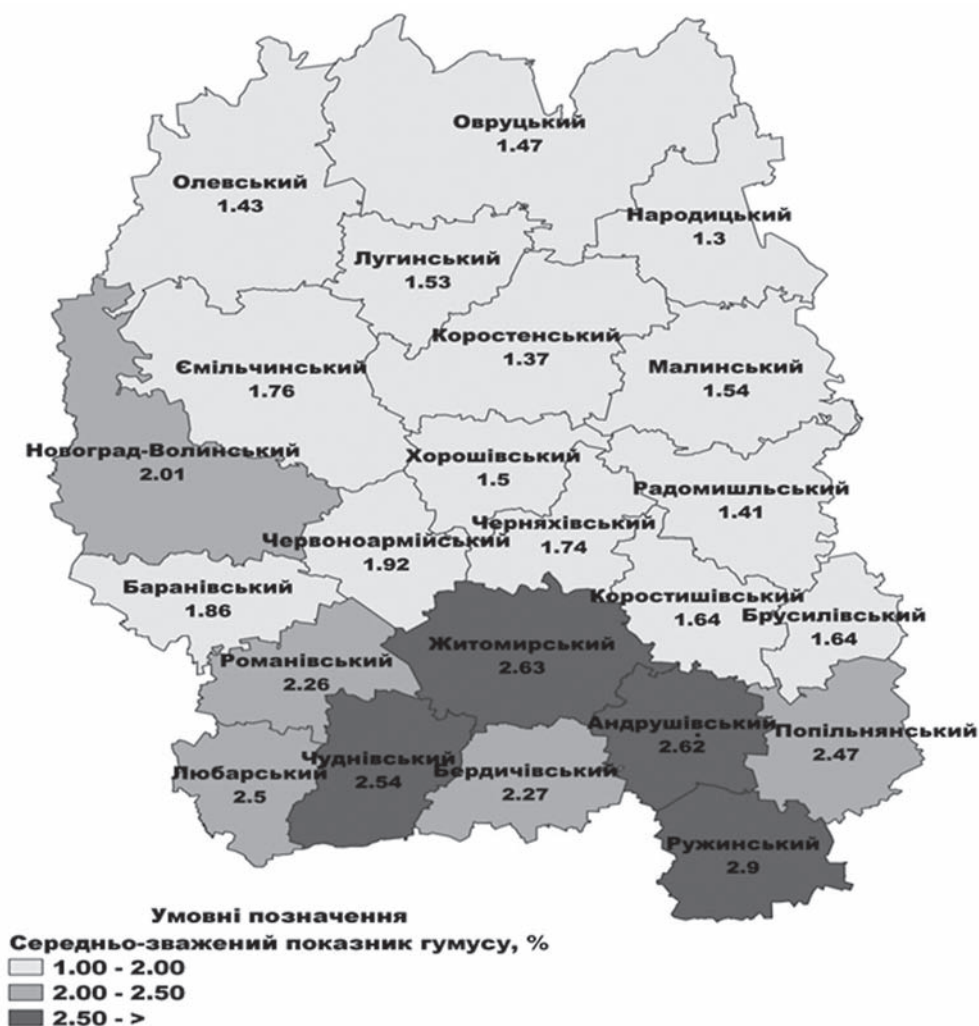 Овруцький
1.47
Олевський
1.43
Народицький
1.3
Лугинський
1.53
Коростенський
1.37
Ємільчинський
1.76
Малинський
1.54
Новоград-Волинський
2.01
Хорошівський
1.5
Радомишльський
1.41
Черняхівський
1.74
Червоноармійський
1.92
Баранівський
1.86
Коростишівський
1.64
Брусилівський
1.64
Житомирський
2.63
Романівський
2.26
Андрушівський
2.62
Попільнянський
2.47
Чуднівський
2.54
Любарський
2.5
Бердичівський
2.27
Ружинський
2.9
Умовні позначення
Середньо-зважений показник гумусу, %
1.00 - 2.00
2.00 - 2.50
2.50 - >